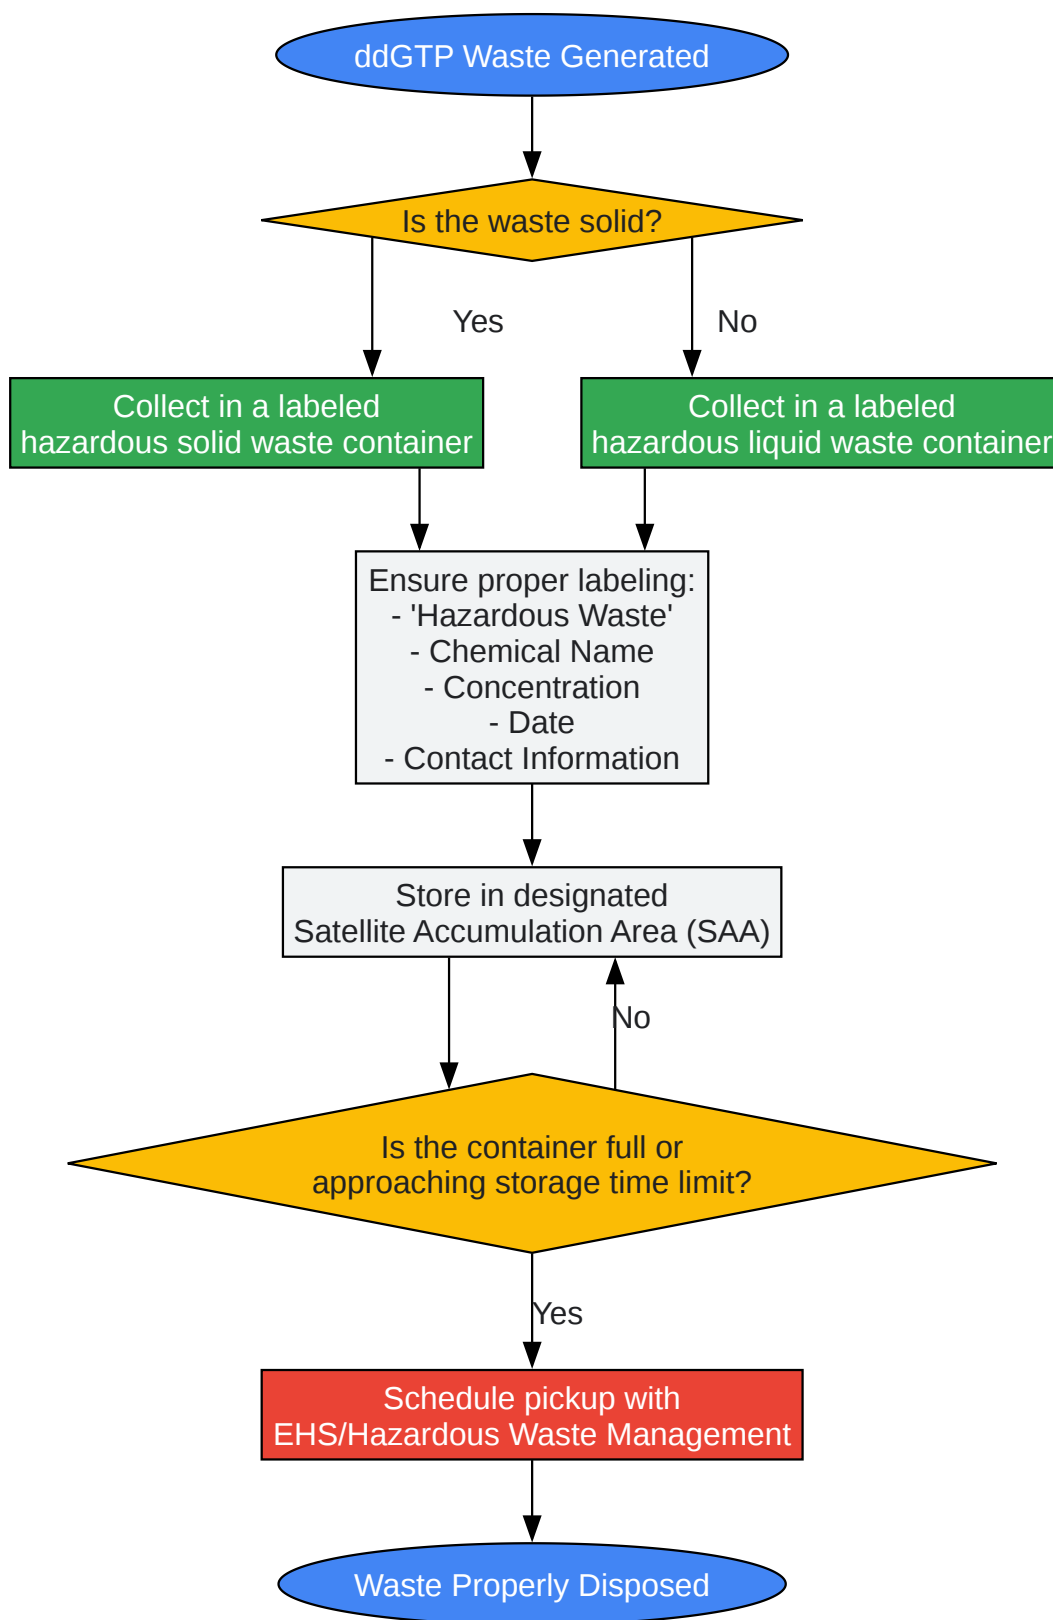 ddGTP Waste Generated
Is the waste solid?
Yes
No
Collect in a labeled
hazardous solid waste container
Collect in a labeled
hazardous liquid waste container
Ensure proper labeling:
- 'Hazardous Waste'
- Chemical Name
- Concentration
- Date
- Contact Information
Store in designated
Satellite Accumulation Area (SAA)
No
Is the container full or
approaching storage time limit?
Yes
Schedule pickup with
EHS/Hazardous Waste Management
Waste Properly Disposed